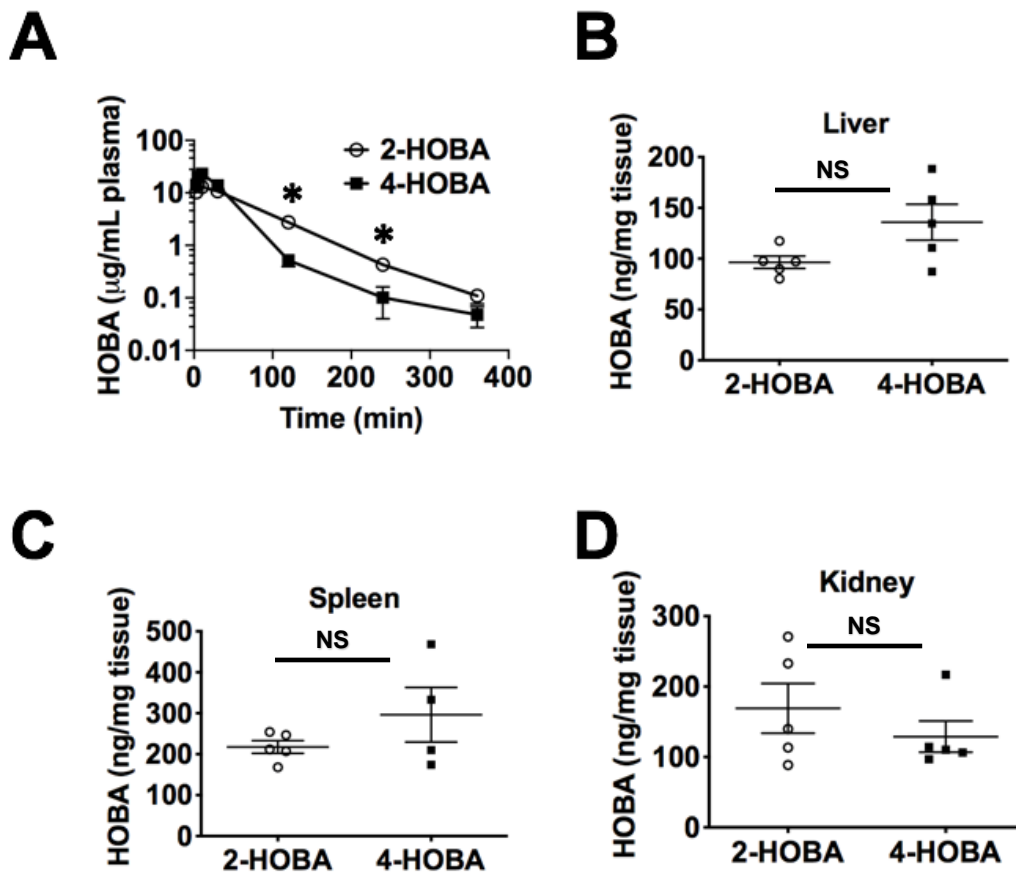 A
HOBA (μg/mL plasma)
100
10
1
0.1
0.01
2-HOBA
4-HOBA
*
*
0 100 200 300 400
Time (min)
B
Liver
HOBA (ng/mg tissue)
200
150
100
50
0
NS
2-HOBA 4-HOBA
C
Spleen
HOBA (ng/mg tissue)
500
400
300
200
100
0
NS
2-HOBA 4-HOBA
D
Kidney
HOBA (ng/mg tissue)
300
200
100
0
NS
2-HOBA 4-HOBA